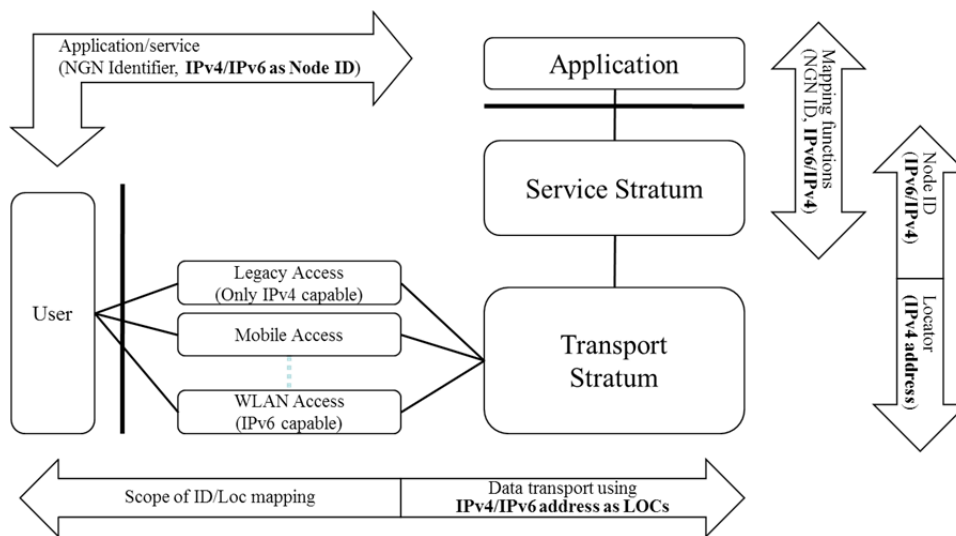 Application/service
(NGN Identifier, IPv4/IPv6 as Node ID)
Application
Mapping functions
(NGN ID, IPv6/IPv4)
Service Stratum
Node ID
(IPv6/IPv4)
User
Legacy Access
(Only IPv4 capable)
Mobile Access
WLAN Access
(IPv6 capable)
Transport
Stratum
Locator
(IPv4 address)
Scope of ID/Loc mapping
Data transport using
IPv4/IPv6 address as LOCs